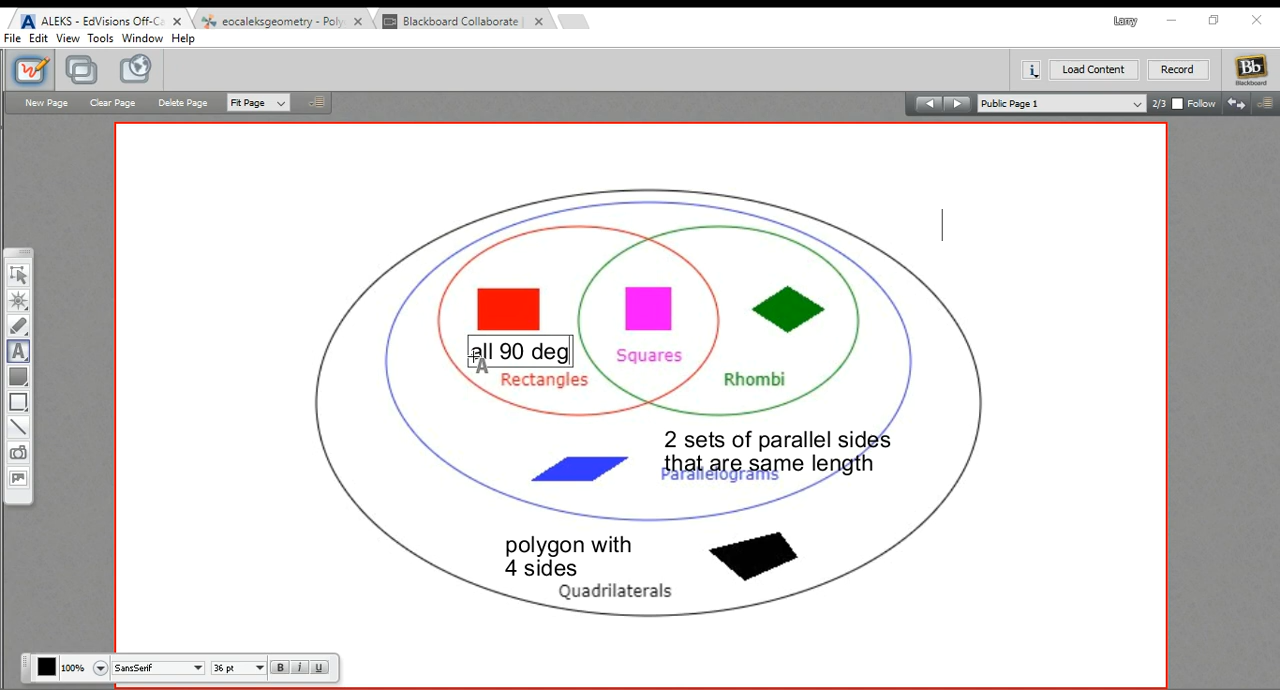 ALEKS - EdVisions Off-Ca
eocaleksgeometry - Poly
Blackboard Collaborate
Larry
File Edit View Tools Window Help
Load Content
Record
Bb
Blackboard
New Page
Clear Page
Delete Page
Fit Page
Public Page 1
2/3
Follow
all 90 deg
Squares
Rectangles
Rhombi
2 sets of parallel sides
that are same length
Parallelograms
polygon with
4 sides
Quadrilaterals
A
100%
SansSerif
36 pt
B i U